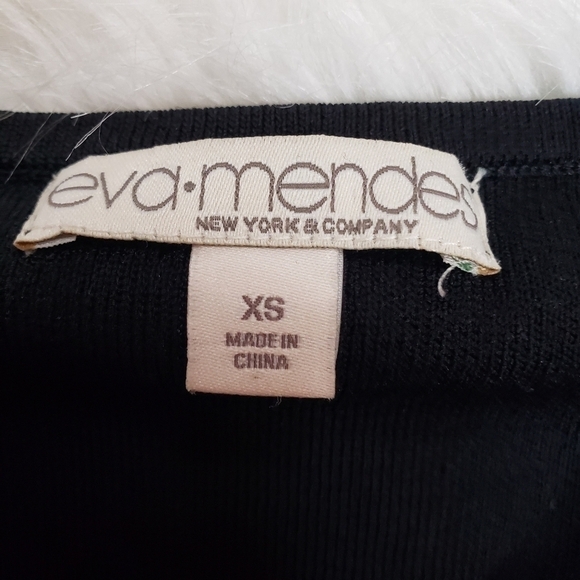 eva•mendes
NEW YORK & COMPANY
XS
MADE IN
CHINA